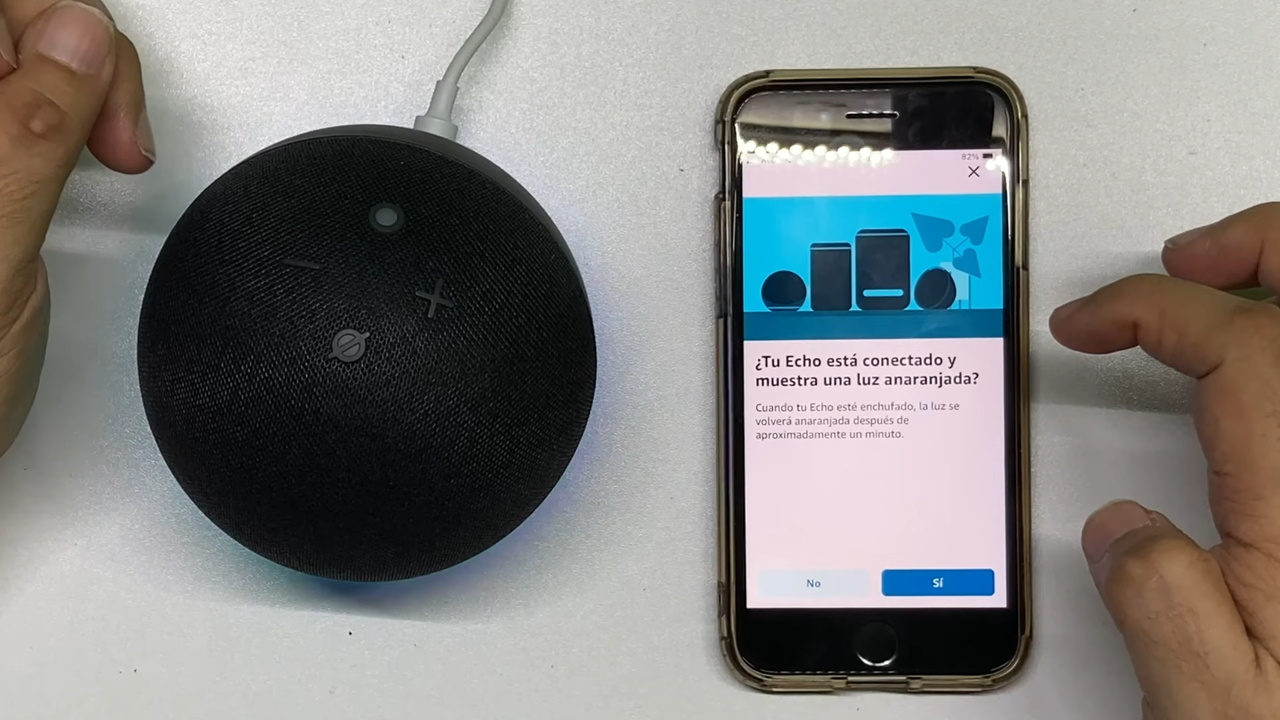 82%
¿Tu Echo está conectado y
muestra una luz anaranjada?
Cuando tu Echo esté enchufado, la luz se
volverá anaranjada después de
aproximadamente un minuto.
No
Sí